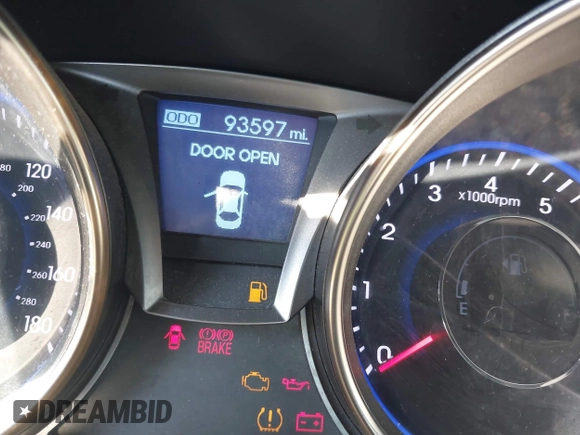 ODO 93597 mi.
DOOR OPEN
80 120
200
220 140
240
260 160
280
180
BRAKE
0 1 2 3 4 5
x1000rpm
E
DREAMBID